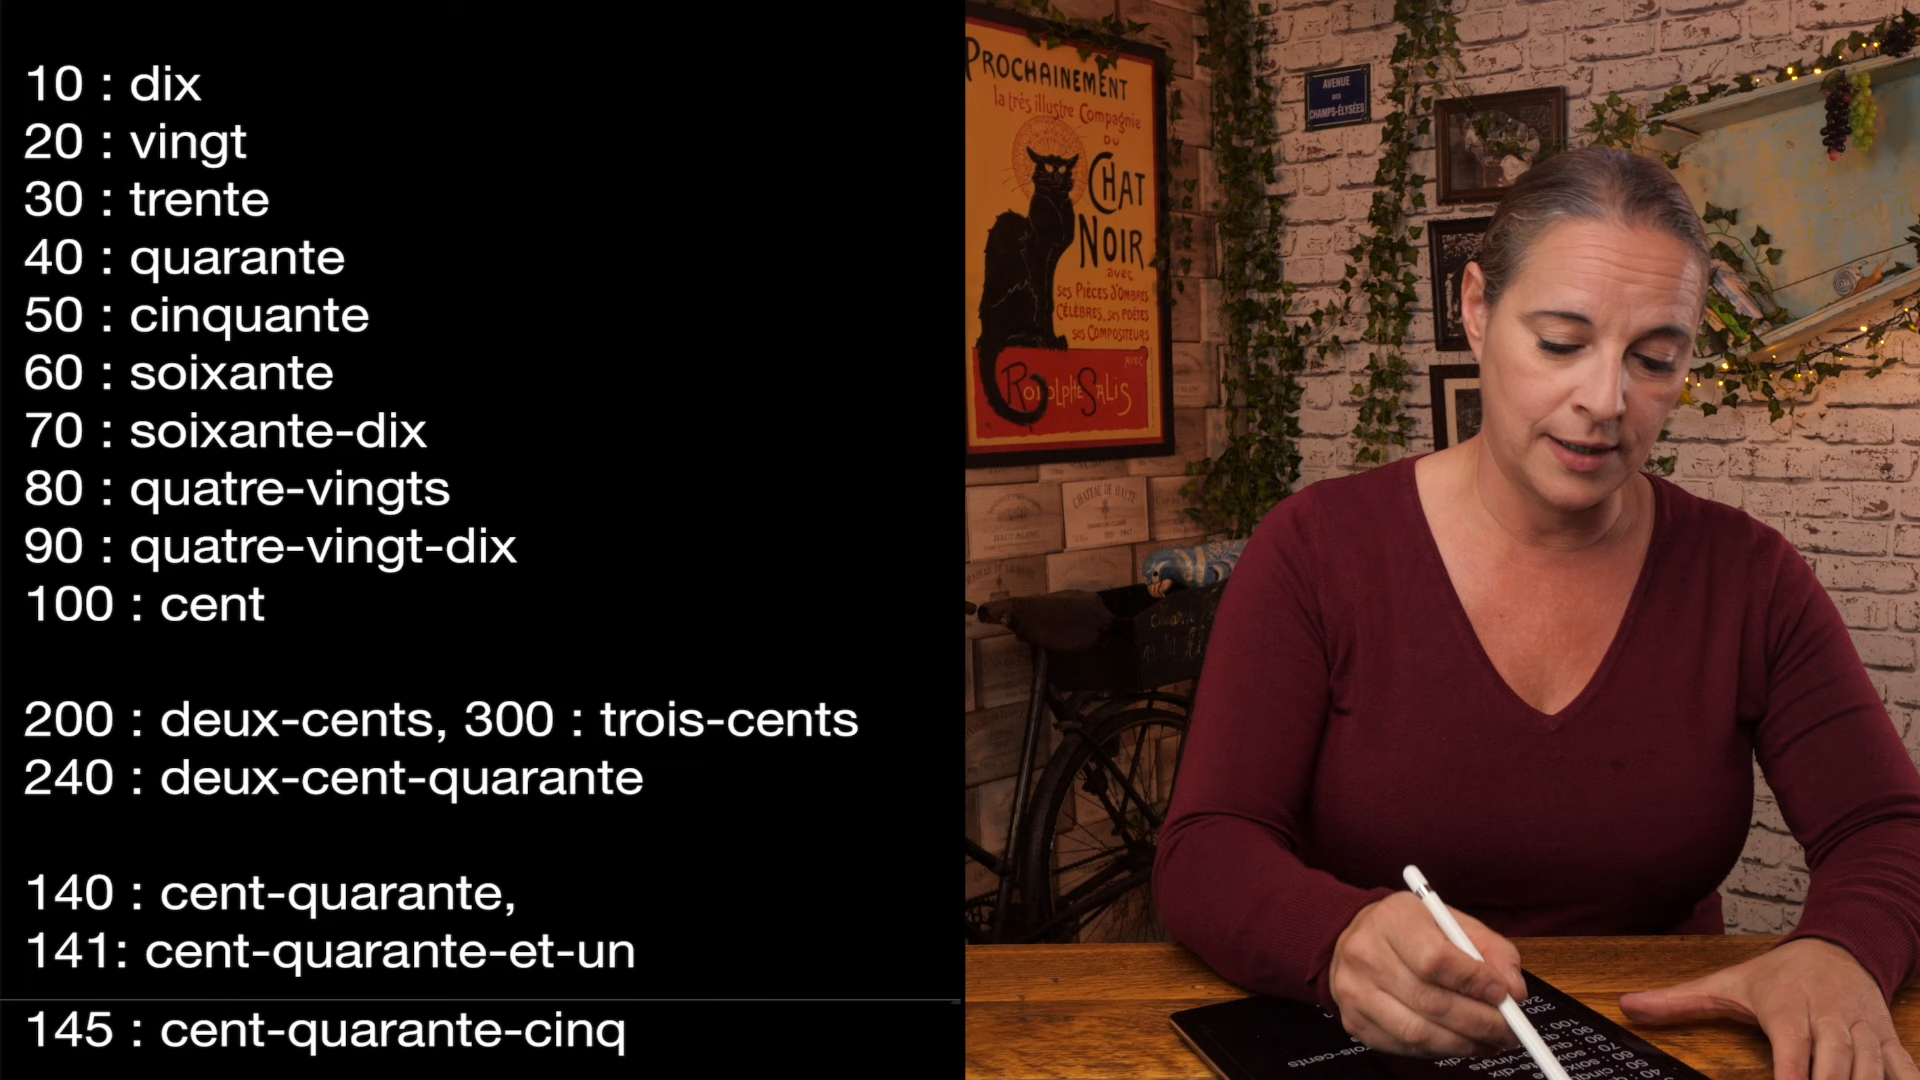 10 : dix
20 : vingt
30 : trente
40 : quarante
50 : cinquante
60 : soixante
70 : soixante-dix
80 : quatre-vingts
90 : quatre-vingt-dix
100 : cent
200 : deux-cents, 300 : trois-cents
240 : deux-cent-quarante
140 : cent-quarante,
141: cent-quarante-et-un
145 : cent-quarante-cinq
PROCHAINEMENT
la très illustre Compagnie
DU
CHAT
NOIR
avec
ses PIÈCES D'OMBRES
CÉLÈBRES, ses POÈTES
ses COMPOSITEURS
AVEC
RODOLPHE SALIS
AVENUE
DES
CHAMPS-ÉLYSÉES